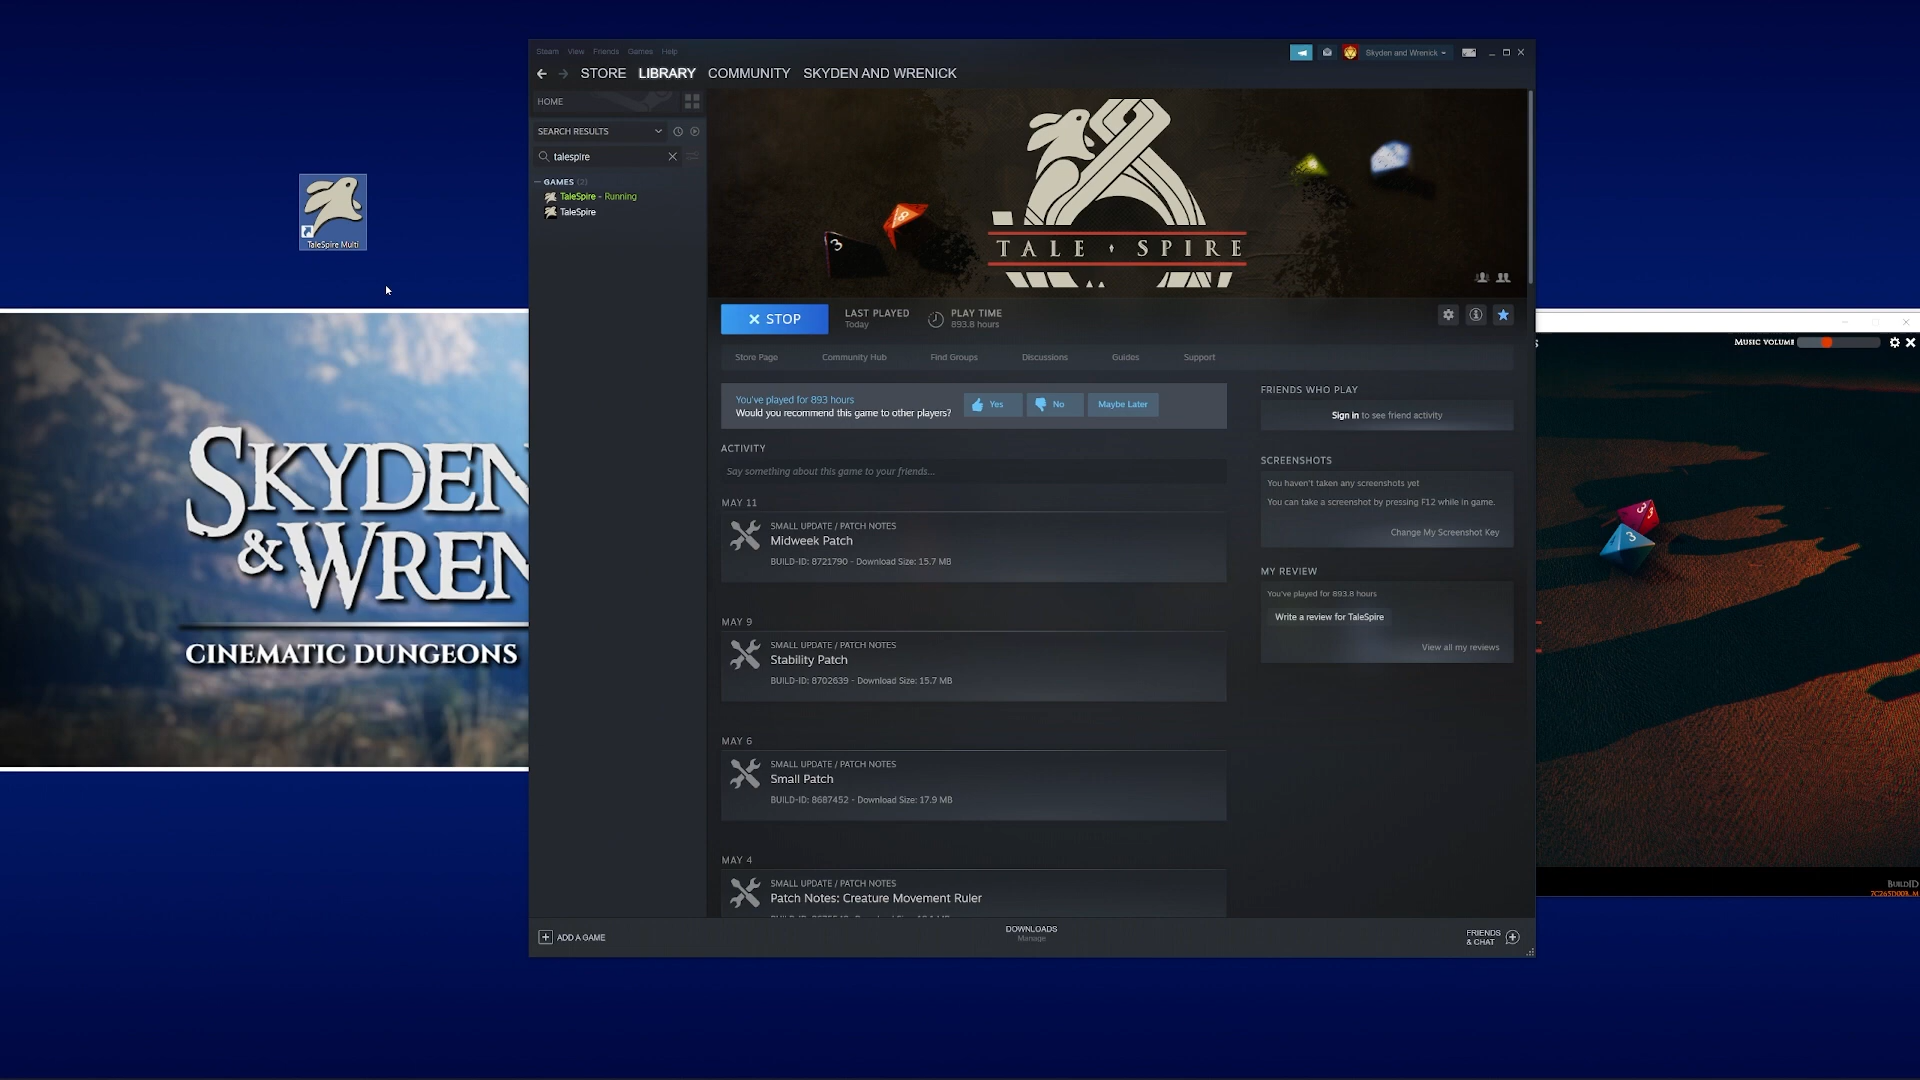 Steam View Friends Games Help
Skyden and Wrenick
STORE LIBRARY COMMUNITY SKYDEN AND WRENICK
HOME
SEARCH RESULTS
talespire
GAMES (2)
TaleSpire - Running
TaleSpire
TaleSpire Multi
3
8
TALE SPIRE
STOP
LAST PLAYED
Today
PLAY TIME
893.8 hours
Store Page Community Hub Find Groups Discussions Guides Support
You've played for 893 hours
Would you recommend this game to other players?
Yes No Maybe Later
ACTIVITY
Say something about this game to your friends...
MAY 11
SMALL UPDATE / PATCH NOTES
Midweek Patch
BUILD-ID: 8721790 - Download Size: 15.7 MB
MAY 9
SMALL UPDATE / PATCH NOTES
Stability Patch
BUILD-ID: 8702639 - Download Size: 15.7 MB
MAY 6
SMALL UPDATE / PATCH NOTES
Small Patch
BUILD-ID: 8687452 - Download Size: 17.9 MB
MAY 4
SMALL UPDATE / PATCH NOTES
Patch Notes: Creature Movement Ruler
FRIENDS WHO PLAY
Sign in to see friend activity
SCREENSHOTS
You haven't taken any screenshots yet
You can take a screenshot by pressing F12 while in game.
Change My Screenshot Key
MY REVIEW
You've played for 893.8 hours
Write a review for TaleSpire
View all my reviews
ADD A GAME
DOWNLOADS
Manage
FRIENDS
& CHAT
SKYDEN
& WREN
CINEMATIC DUNGEONS
MUSIC VOLUME
3
3
3
BUILDID